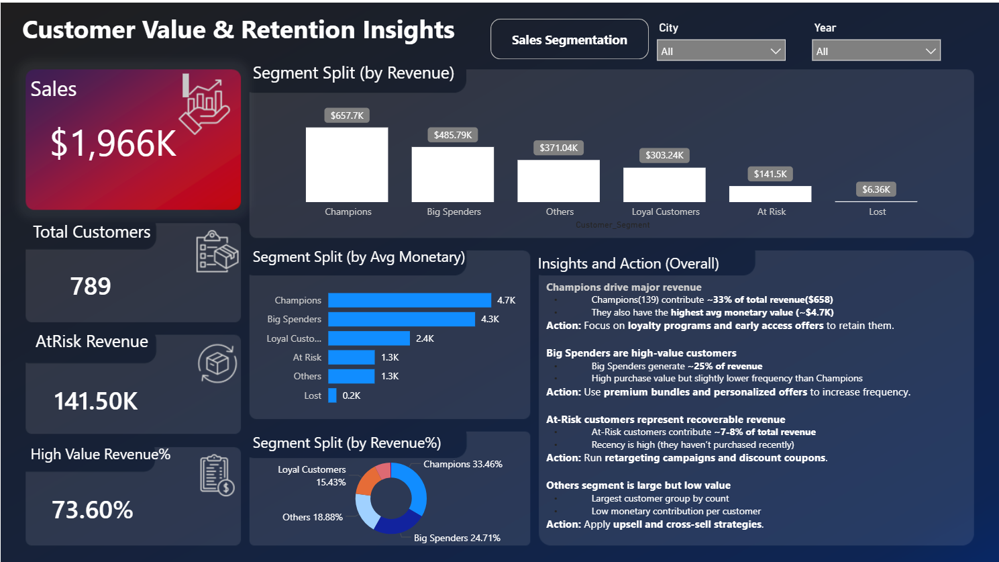 Customer Value & Retention Insights
Sales Segmentation
City
All
Year
All
Sales
$1,966K
Total Customers
789
AtRisk Revenue
141.50K
High Value Revenue%
73.60%
Segment Split (by Revenue)
$657.7K
$485.79K
$371.04K
$303.24K
$141.5K
$6.36K
Champions
Big Spenders
Others
Loyal Customers
At Risk
Lost
Customer_Segment
Segment Split (by Avg Monetary)
Champions 4.7K
Big Spenders 4.3K
Loyal Custo... 2.4K
At Risk 1.3K
Others 1.3K
Lost 0.2K
Segment Split (by Revenue%)
Champions 33.46%
Loyal Customers
15.43%
Others 18.88%
Big Spenders 24.71%
Insights and Action (Overall)
Champions drive major revenue
• Champions(139) contribute ~33% of total revenue($658)
• They also have the highest avg monetary value (~$4.7K)
Action: Focus on loyalty programs and early access offers to retain them.
Big Spenders are high-value customers
• Big Spenders generate ~25% of revenue
• High purchase value but slightly lower frequency than Champions
Action: Use premium bundles and personalized offers to increase frequency.
At-Risk customers represent recoverable revenue
• At-Risk customers contribute ~7-8% of total revenue
• Recency is high (they haven't purchased recently)
Action: Run retargeting campaigns and discount coupons.
Others segment is large but low value
• Largest customer group by count
• Low monetary contribution per customer
Action: Apply upsell and cross-sell strategies.